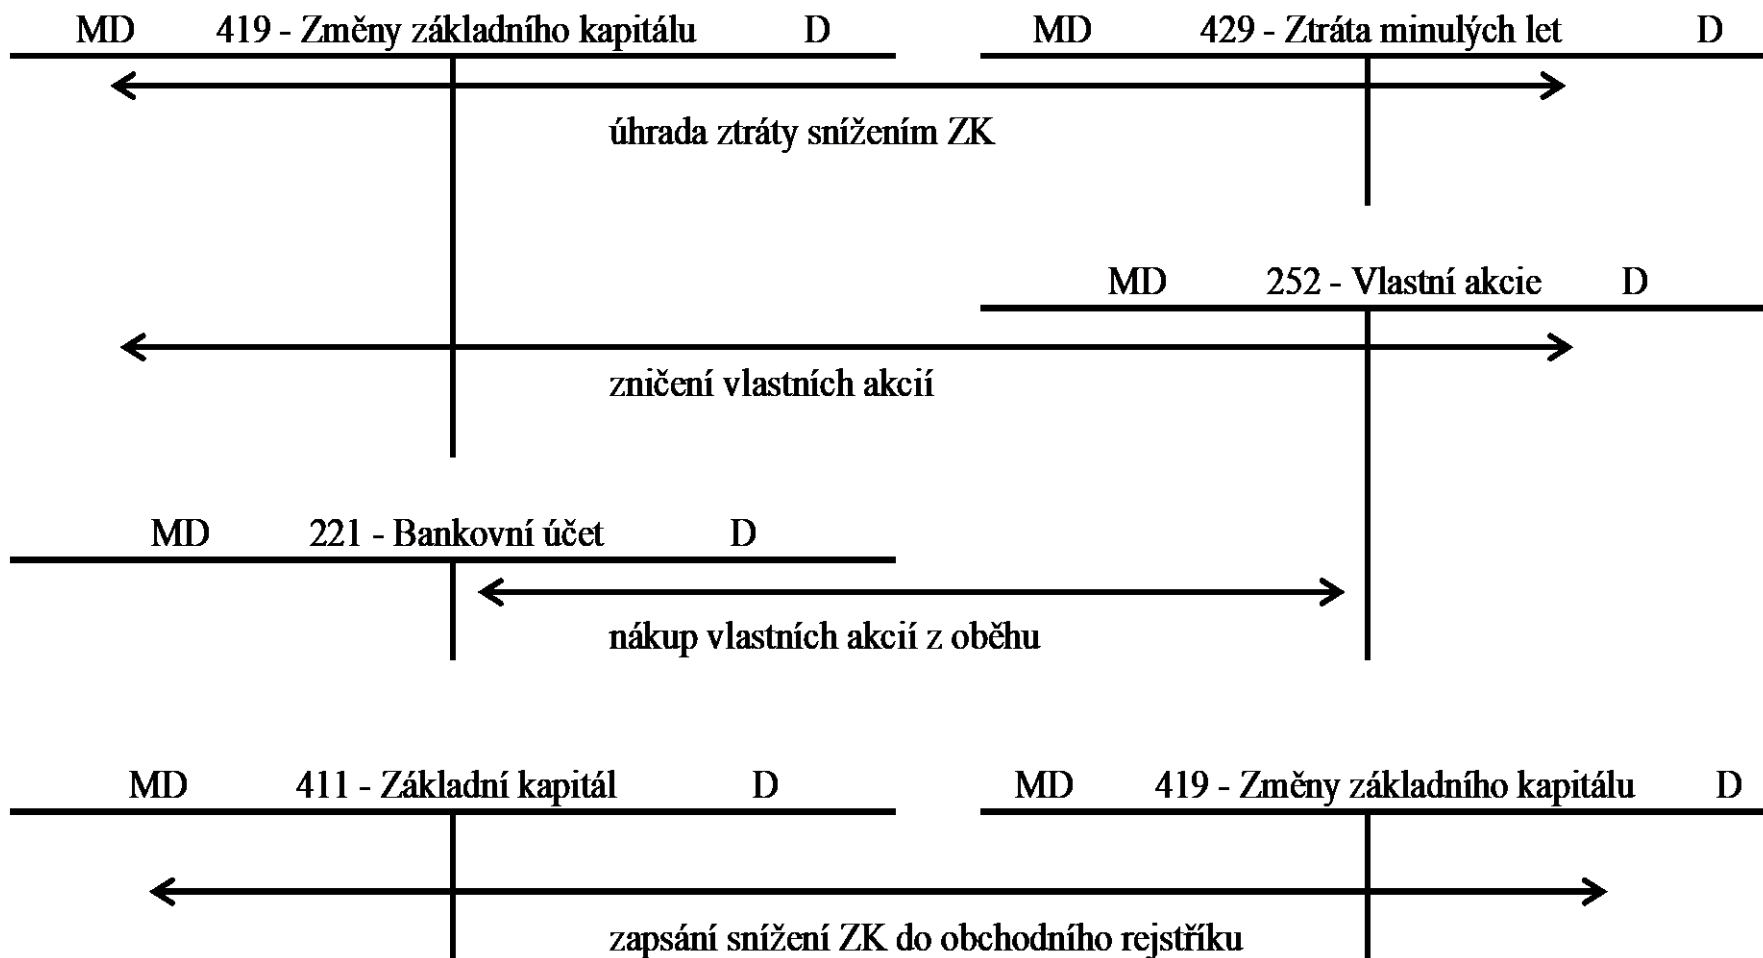 MD 419 - Změny základního kapitálu D MD 429 - Ztráta minulých let D
úhrada ztráty snížením ZK
MD 252 - Vlastní akcie D
zničení vlastních akcií
MD 221 - Bankovní účet D
nákup vlastních akcií z oběhu
MD 411 - Základní kapitál D MD 419 - Změny základního kapitálu D
zapsání snížení ZK do obchodního rejstříku